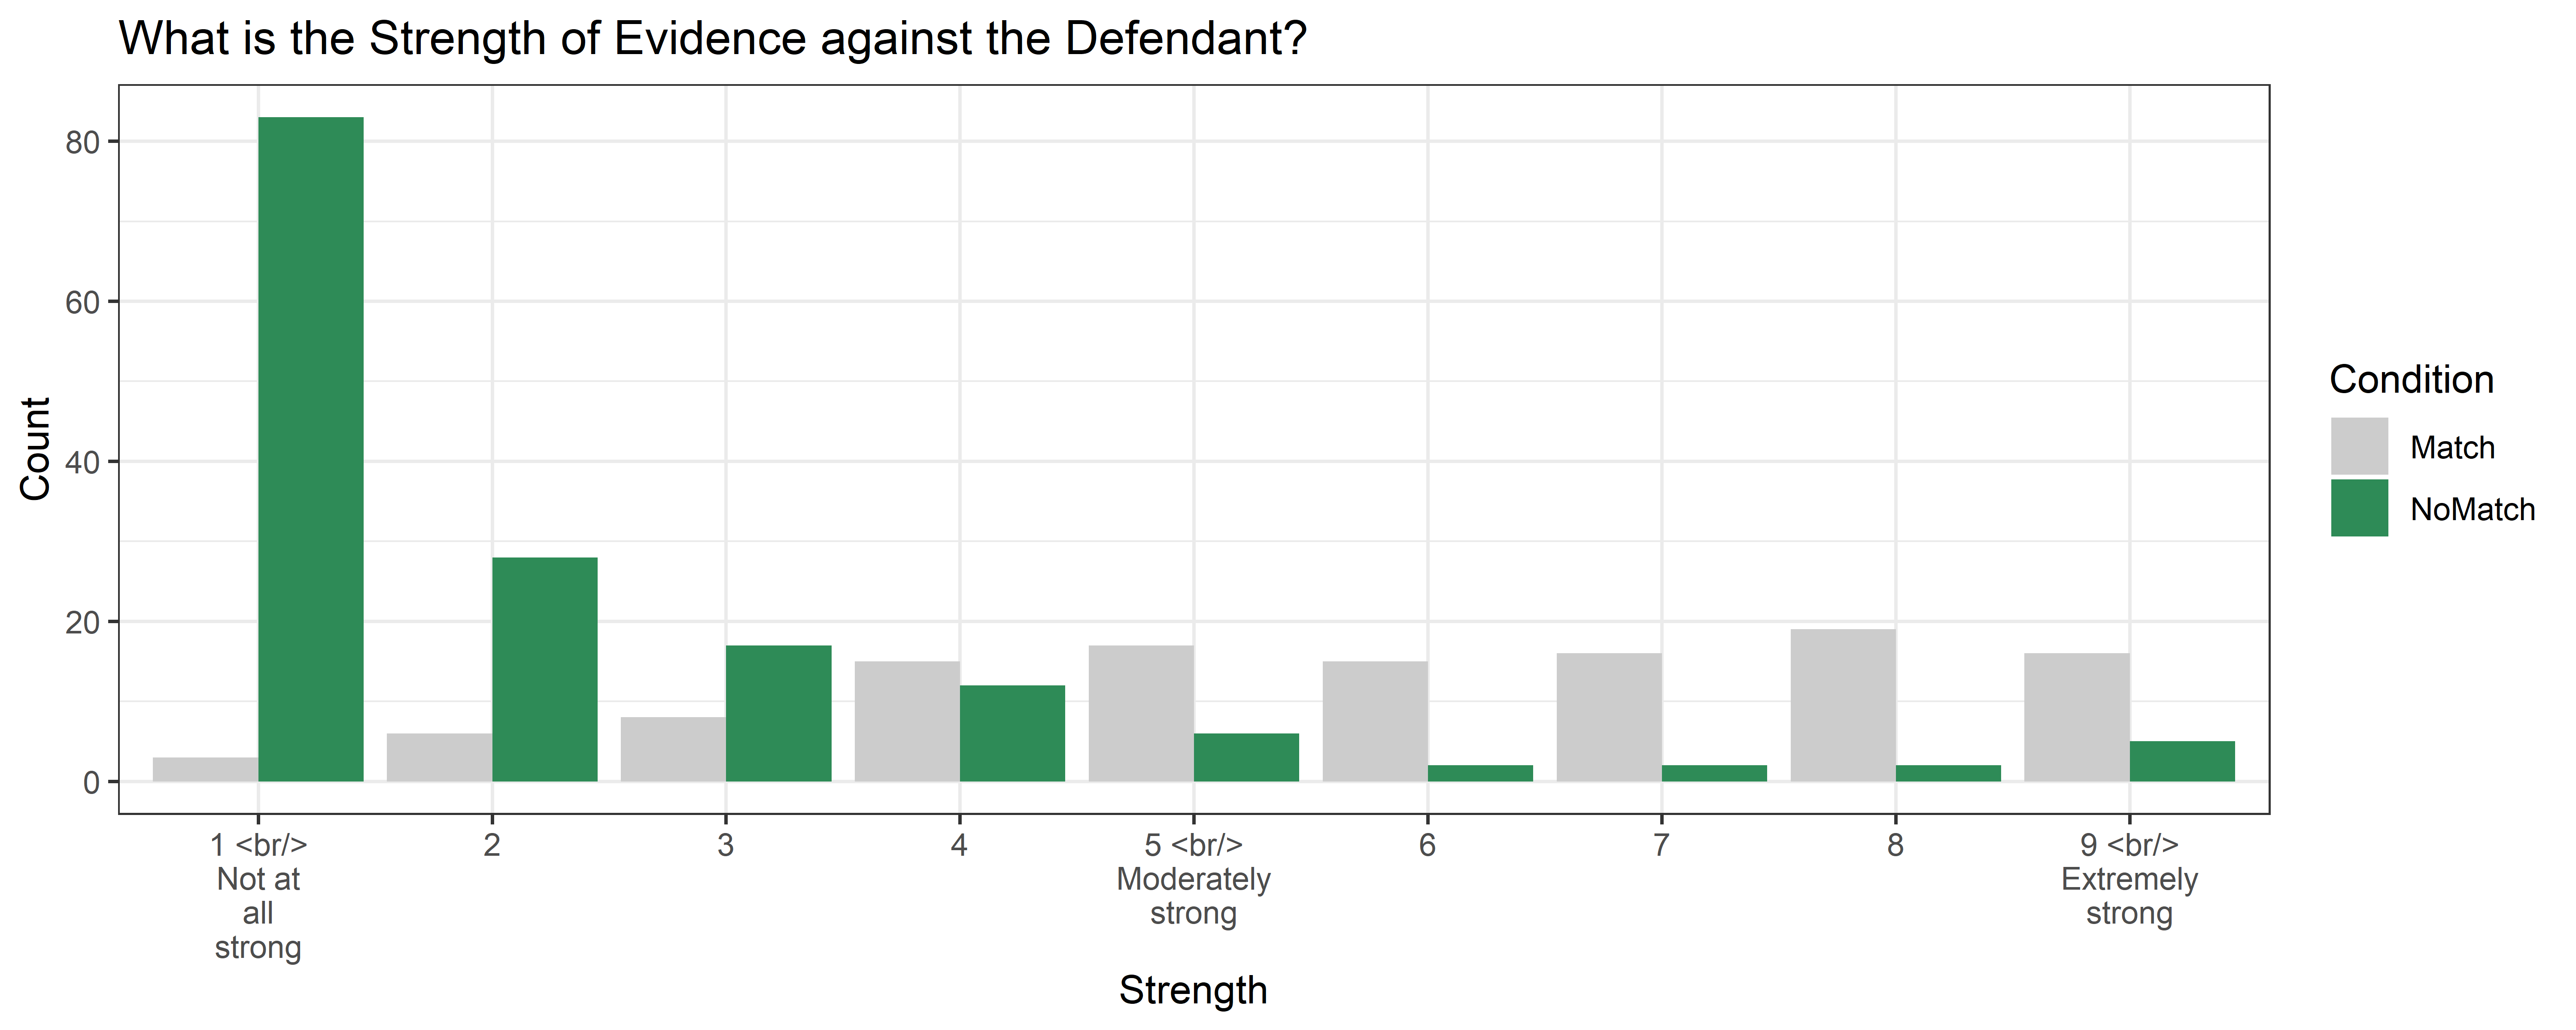 What is the Strength of Evidence against the Defendant?
Count
80
60
40
20
0
1 <br/>
Not at
all
strong
2
3
4
5 <br/>
Moderately
strong
6
7
8
9 <br/>
Extremely
strong
Strength
Condition
Match
NoMatch